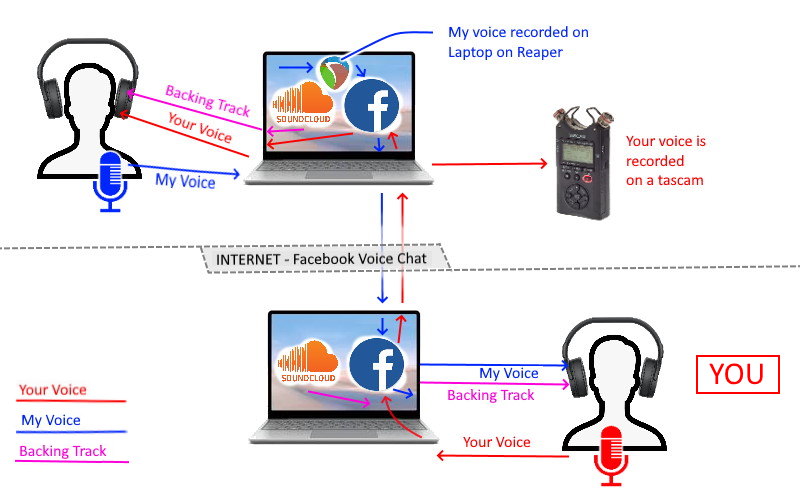 My voice recorded on
Laptop on Reaper
Backing Track
Your Voice
My Voice
SOUNDCLOUD
f
TASCAM
Your voice is
recorded
on a tascam
INTERNET - Facebook Voice Chat
SOUNDCLOUD
f
My Voice
Backing Track
Your Voice
YOU
Your Voice
My Voice
Backing Track